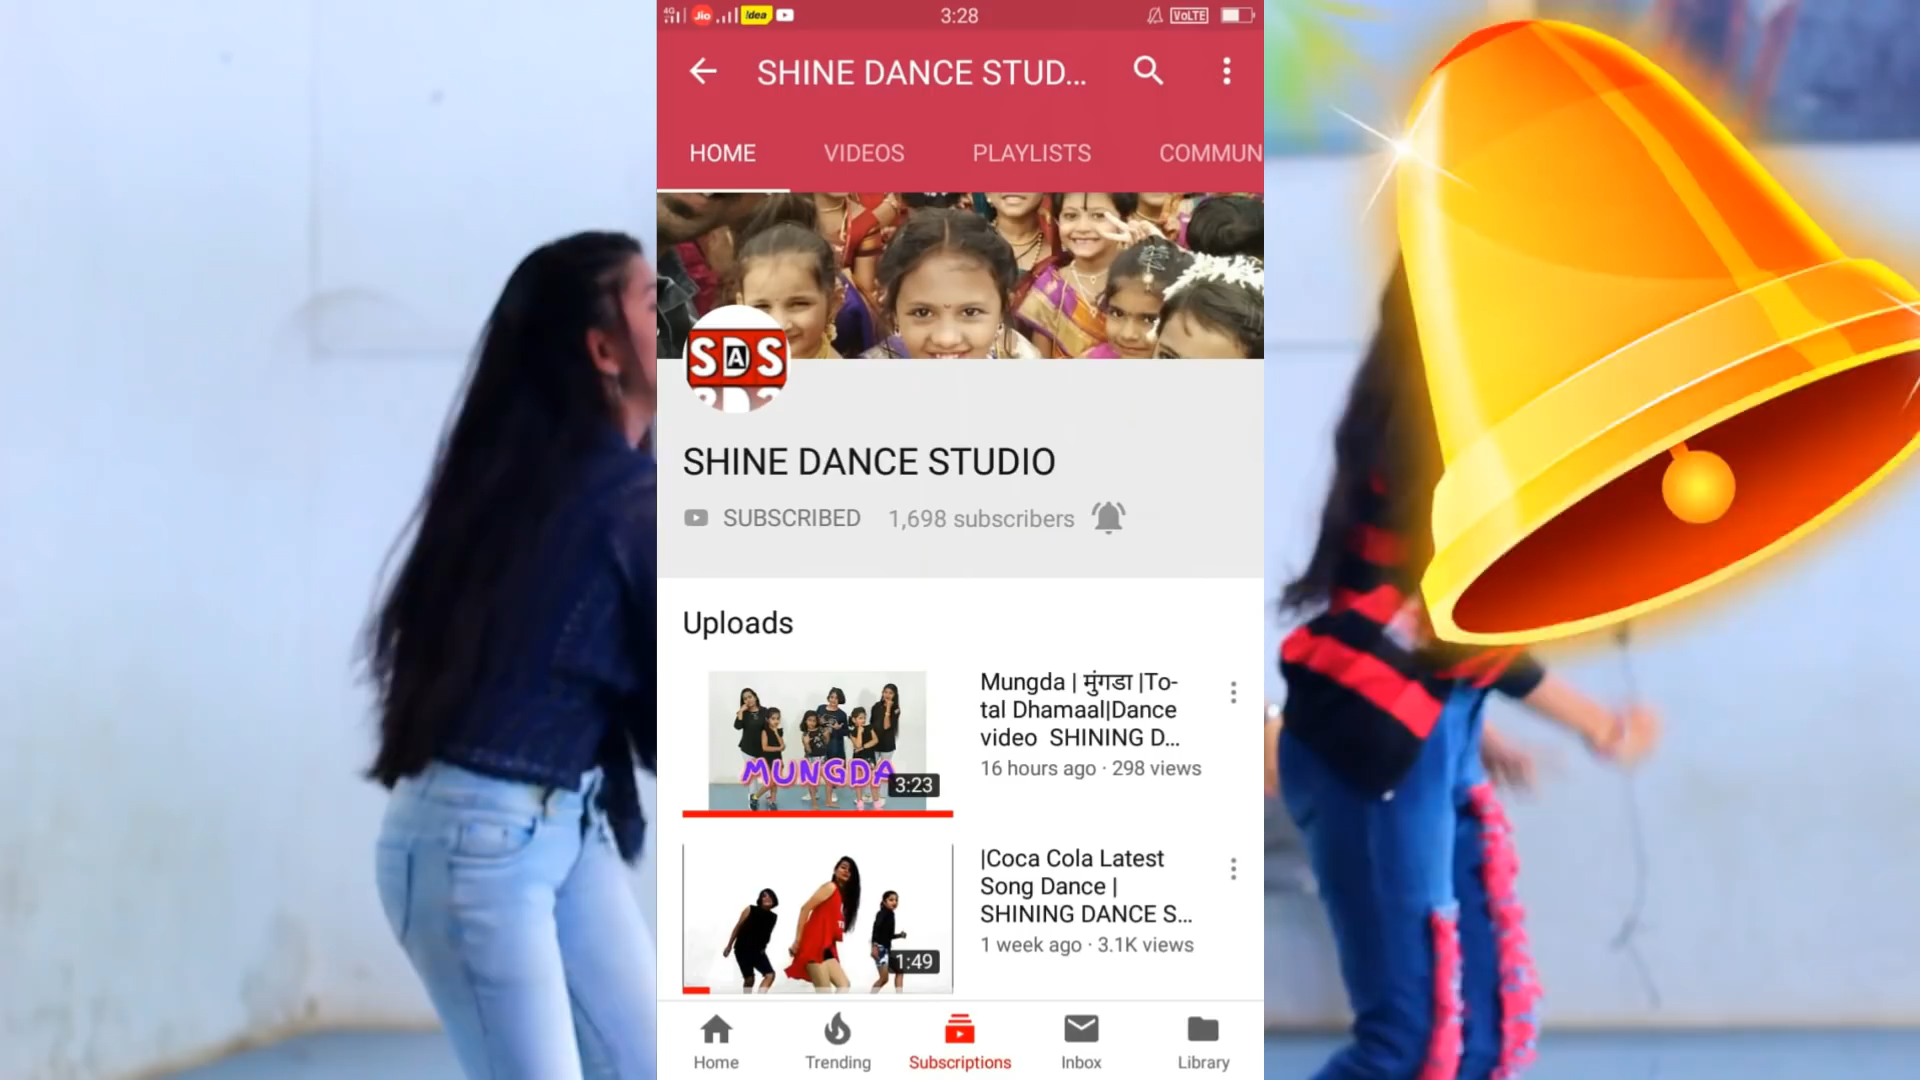 4G Jio Idea 3:28 VoLTE
SHINE DANCE STUD...
HOME VIDEOS PLAYLISTS COMMUN
SDAS
SHINE DANCE STUDIO
SUBSCRIBED 1,698 subscribers
Uploads
MUNGDA
3:23
Mungda | मुंगडा |To-
tal Dhamaal|Dance
video SHINING D...
16 hours ago · 298 views
1:49
|Coca Cola Latest
Song Dance |
SHINING DANCE S...
1 week ago · 3.1K views
Home Trending Subscriptions Inbox Library